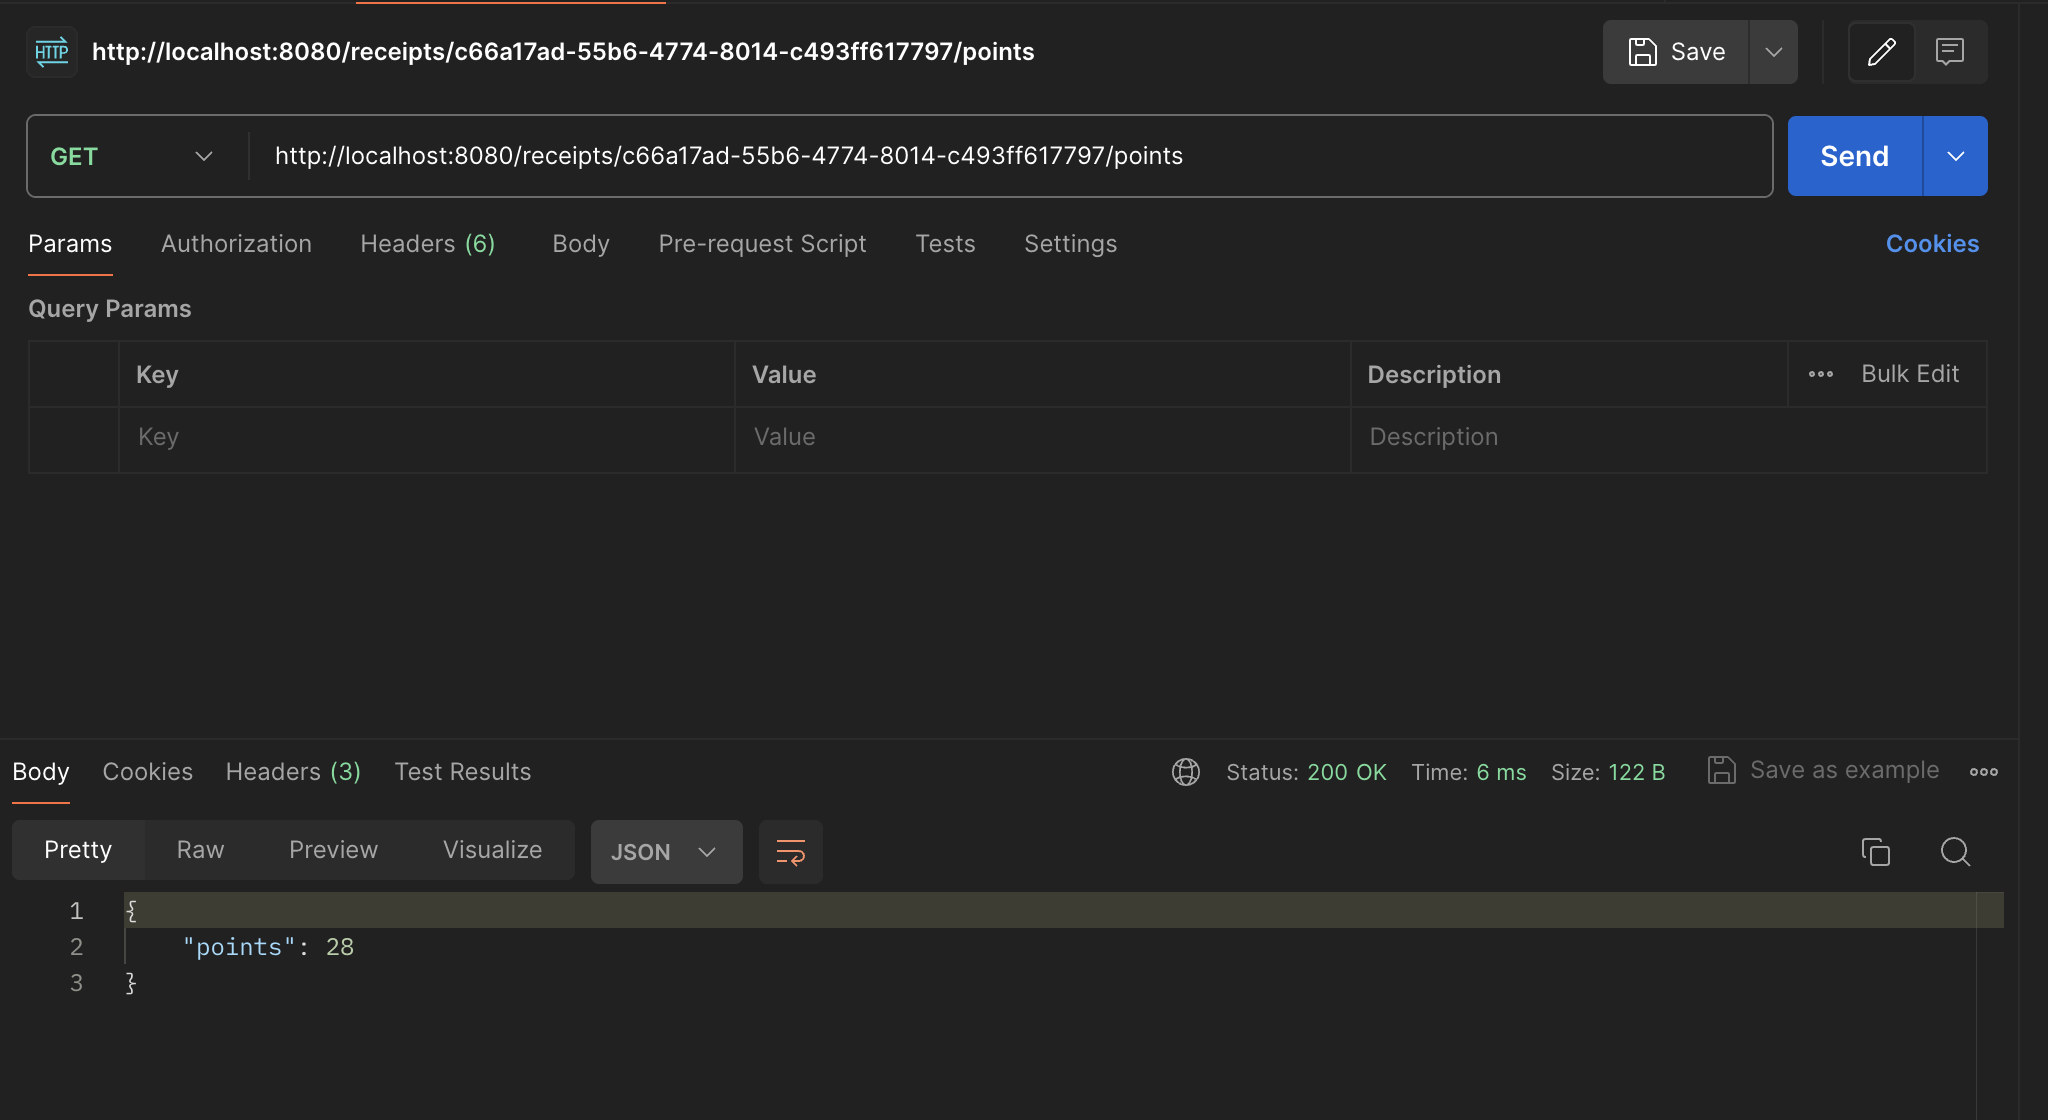 HTTP http://localhost:8080/receipts/c66a17ad-55b6-4774-8014-c493ff617797/points Save
GET http://localhost:8080/receipts/c66a17ad-55b6-4774-8014-c493ff617797/points Send
Params Authorization Headers (6) Body Pre-request Script Tests Settings Cookies
Query Params
Key Value Description Bulk Edit
Key Value Description
Body Cookies Headers (3) Test Results Status: 200 OK Time: 6 ms Size: 122 B Save as example
Pretty Raw Preview Visualize JSON
1 {
2 "points": 28
3 }